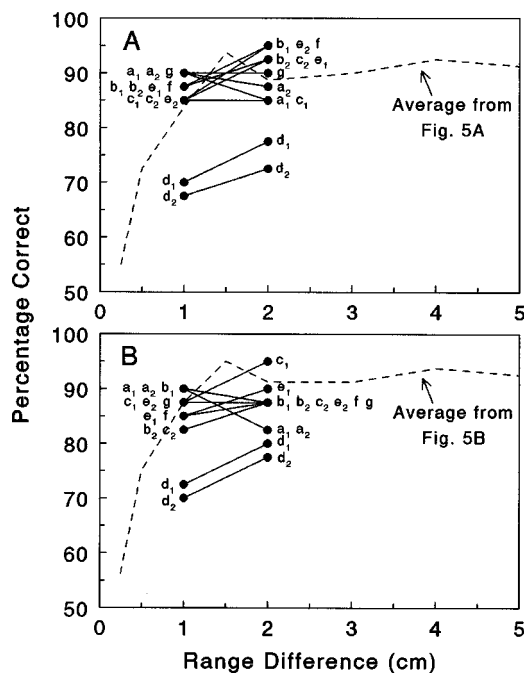 Percentage Correct
A
100
90
80
70
60
50
a₁ a₂ g
b₁ b₂ e₁ f
c₁ c₂ e₂
d₁
d₂
b₁ e₂ f
b₂ c₂ e₁
g
a₂
a₁ c₁
d₁
d₂
Average from
Fig. 5A
0 1 2 3 4 5
B
100
90
80
70
60
50
a₁ a₂ b₁
c₁ e₂ g
e₁ f
b₂ c₂
d₁
d₂
c₁
e₁
b₁ b₂ c₂ e₂ f g
a₁ a₂
d₁
d₂
Average from
Fig. 5B
0 1 2 3 4 5
Range Difference (cm)